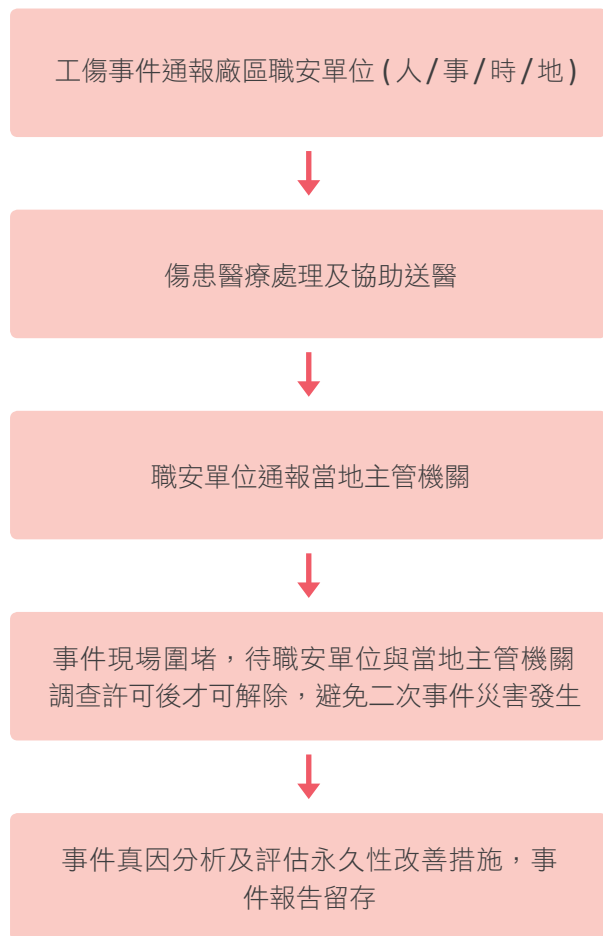 工傷事件通報廠區職安單位 ( 人 / 事 / 時 / 地 )
傷患醫療處理及協助送醫
職安單位通報當地主管機關
事件現場圍堵，待職安單位與當地主管機關
調查許可後才可解除，避免二次事件災害發生
事件真因分析及評估永久性改善措施，事
件報告留存